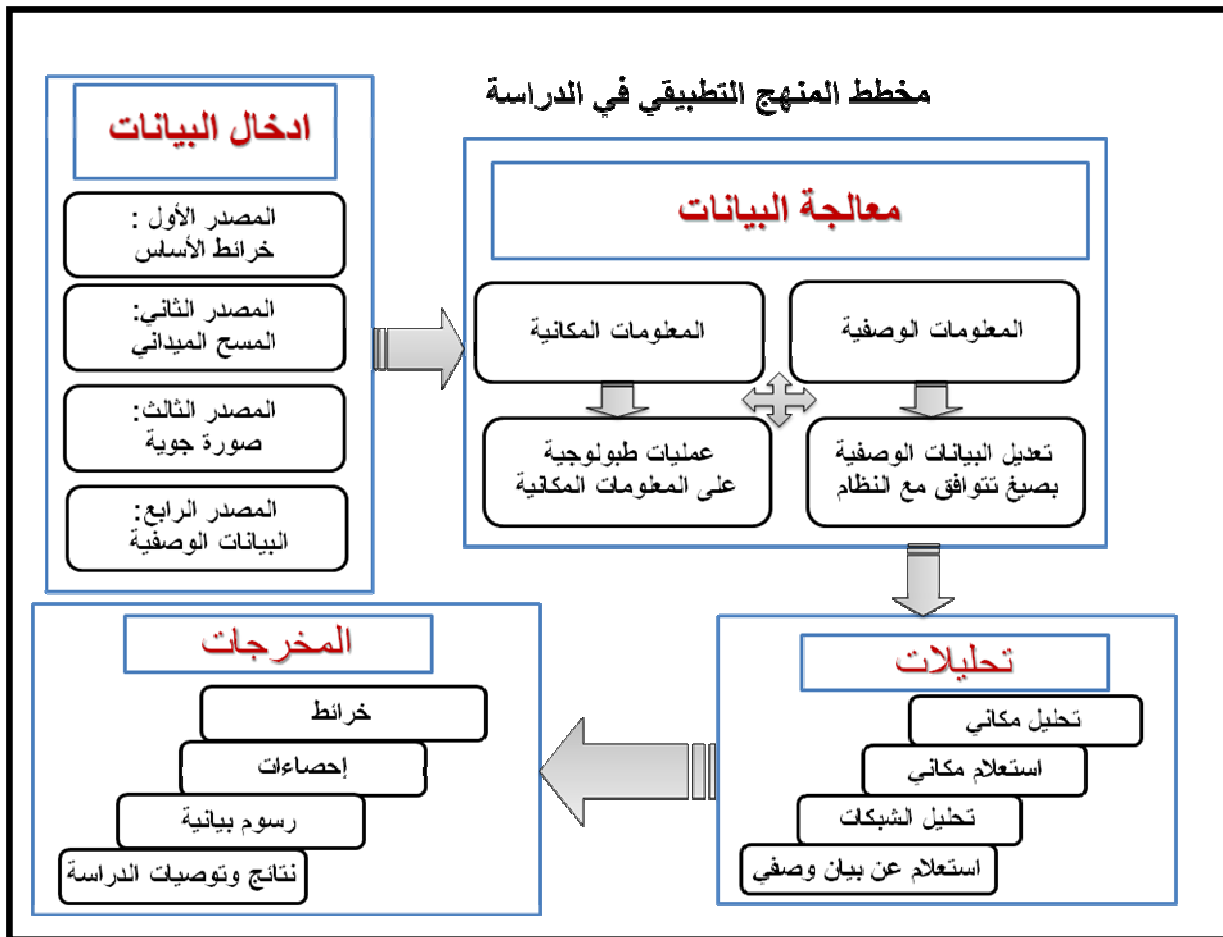 مخطط المنهج التطبيقي في الدراسة
ادخال البيانات
المصدر الأول :
خرائط الأساس
المصدر الثاني:
المسح الميداني
المصدر الثالث:
صورة جوية
المصدر الرابع:
البيانات الوصفية
معالجة البيانات
المعلومات الوصفية
المعلومات المكانية
تعديل البيانات الوصفية
بصيغ تتوافق مع النظام
عمليات طبولوجية
على المعلومات المكانية
تحليلات
تحليل مكاني
استعلام مكاني
تحليل الشبكات
استعلام عن بيان وصفي
المخرجات
خرائط
إحصاءات
رسوم بيانية
نتائج وتوصيات الدراسة